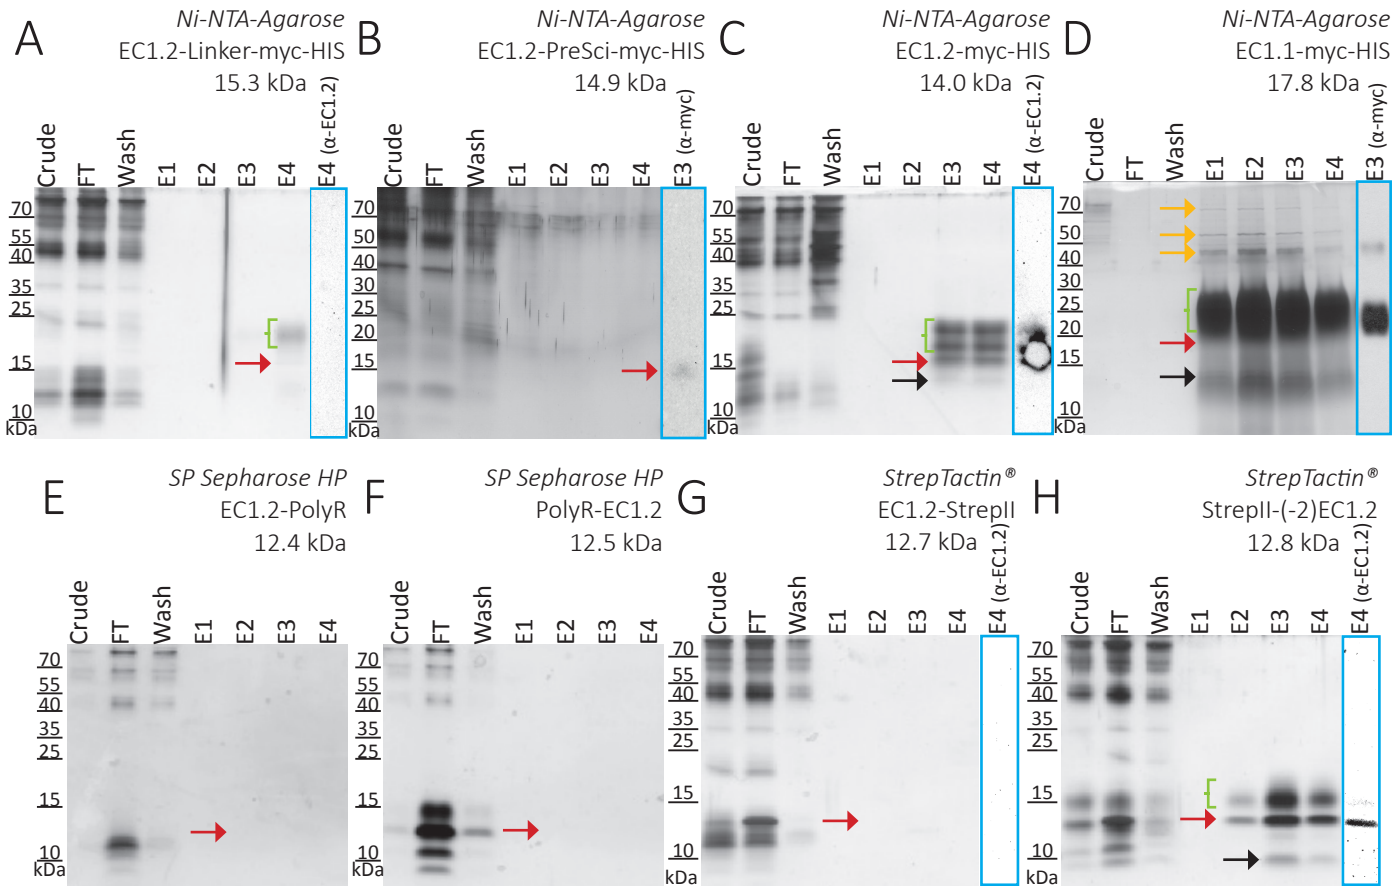 A
Ni-NTA-Agarose
EC1.2-Linker-myc-HIS
15.3 kDa
Crude
FT
Wash
E1
E2
E3
E4
E4 (α-EC1.2)
70
55
40
35
25
15
10
kDa
B
Ni-NTA-Agarose
EC1.2-PreSci-myc-HIS
14.9 kDa
Crude
FT
Wash
E1
E2
E3
E4
E3 (α-myc)
70
55
40
35
25
20
15
10
kDa
C
Ni-NTA-Agarose
EC1.2-myc-HIS
14.0 kDa
Crude
FT
Wash
E1
E2
E3
E4
E4 (α-EC1.2)
70
55
40
35
25
20
15
10
kDa
D
Ni-NTA-Agarose
EC1.1-myc-HIS
17.8 kDa
Crude
FT
Wash
E1
E2
E3
E4
E3 (α-myc)
70
50
40
30
25
20
15
10
kDa
E
SP Sepharose HP
EC1.2-PolyR
12.4 kDa
Crude
FT
Wash
E1
E2
E3
E4
70
55
40
35
25
15
10
kDa
F
SP Sepharose HP
PolyR-EC1.2
12.5 kDa
Crude
FT
Wash
E1
E2
E3
E4
70
55
40
35
25
15
10
kDa
G
StrepTactin®
EC1.2-StrepII
12.7 kDa
Crude
FT
Wash
E1
E2
E3
E4
E4 (α-EC1.2)
70
55
40
35
25
15
10
kDa
H
StrepTactin®
StrepII-(-2)EC1.2
12.8 kDa
Crude
FT
Wash
E1
E2
E3
E4
E4 (α-EC1.2)
70
55
40
35
25
15
10
kDa